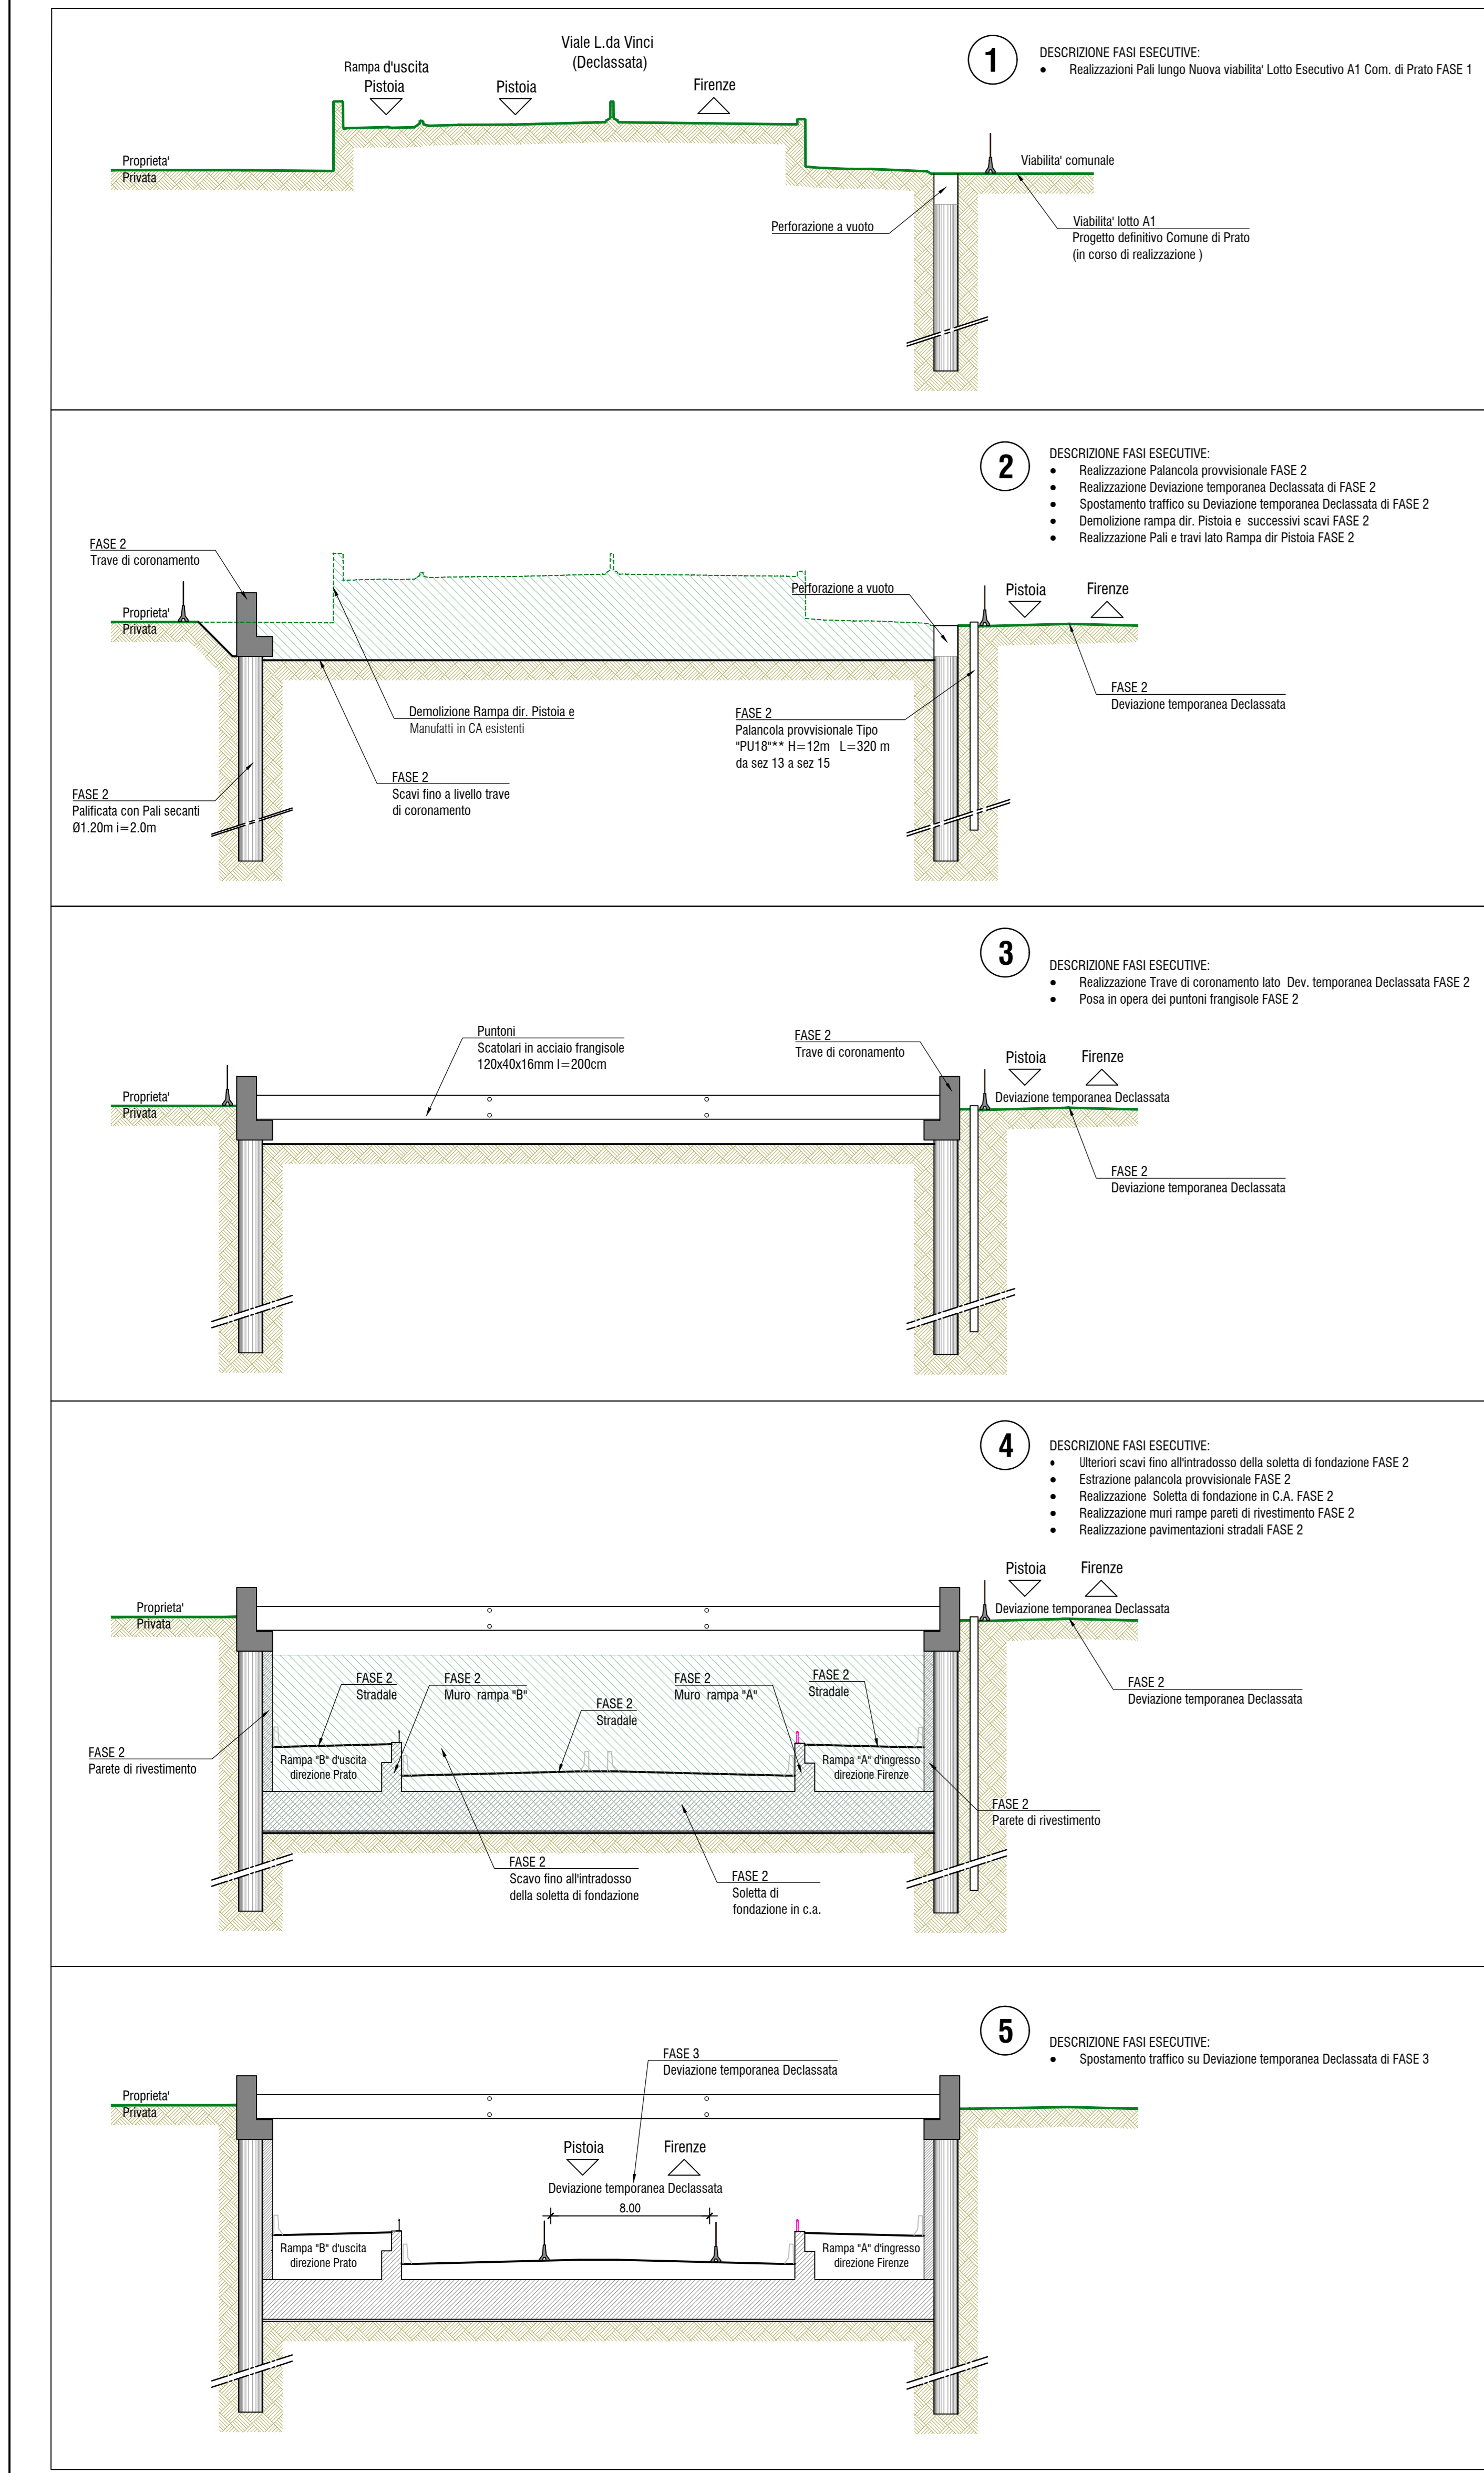 Viale L.da Vinci
(Declassata)
Rampa d'uscita
Pistoia
Pistoia
Firenze
1
DESCRIZIONE FASI ESECUTIVE:
● Realizzazioni Pali lungo Nuova viabilita' Lotto Esecutivo A1 Com. di Prato FASE 1
Proprieta'
Privata
Viabilita' comunale
Perforazione a vuoto
Viabilita' lotto A1
Progetto definitivo Comune di Prato
(in corso di realizzazione )
2
DESCRIZIONE FASI ESECUTIVE:
● Realizzazione Palancola provvisionale FASE 2
● Realizzazione Deviazione temporanea Declassata di FASE 2
● Spostamento traffico su Deviazione temporanea Declassata di FASE 2
● Demolizione rampa dir. Pistoia e successivi scavi FASE 2
● Realizzazione Pali e travi lato Rampa dir Pistoia FASE 2
FASE 2
Trave di coronamento
Perforazione a vuoto
Pistoia
Firenze
Proprieta'
Privata
FASE 2
Deviazione temporanea Declassata
Demolizione Rampa dir. Pistoia e
Manufatti in CA esistenti
FASE 2
Palancola provvisionale Tipo
"PU18"** H=12m L=320 m
da sez 13 a sez 15
FASE 2
Scavi fino a livello trave
di coronamento
FASE 2
Palificata con Pali secanti
Ø1.20m i=2.0m
3
DESCRIZIONE FASI ESECUTIVE:
● Realizzazione Trave di coronamento lato Dev. temporanea Declassata FASE 2
● Posa in opera dei puntoni frangisole FASE 2
Puntoni
Scatolari in acciaio frangisole
120x40x16mm I=200cm
FASE 2
Trave di coronamento
Pistoia
Firenze
Deviazione temporanea Declassata
Proprieta'
Privata
FASE 2
Deviazione temporanea Declassata
4
DESCRIZIONE FASI ESECUTIVE:
● Ulteriori scavi fino all'intradosso della soletta di fondazione FASE 2
● Estrazione palancola provvisionale FASE 2
● Realizzazione Soletta di fondazione in C.A. FASE 2
● Realizzazione muri rampe pareti di rivestimento FASE 2
● Realizzazione pavimentazioni stradali FASE 2
Pistoia
Firenze
Deviazione temporanea Declassata
Proprieta'
Privata
FASE 2
Stradale
FASE 2
Muro rampa "B"
FASE 2
Stradale
FASE 2
Muro rampa "A"
FASE 2
Stradale
FASE 2
Deviazione temporanea Declassata
FASE 2
Parete di rivestimento
Rampa "B" d'uscita
direzione Prato
Rampa "A" d'ingresso
direzione Firenze
FASE 2
Parete di rivestimento
FASE 2
Scavo fino all'intradosso
della soletta di fondazione
FASE 2
Soletta di
fondazione in c.a.
5
DESCRIZIONE FASI ESECUTIVE:
● Spostamento traffico su Deviazione temporanea Declassata di FASE 3
FASE 3
Deviazione temporanea Declassata
Proprieta'
Privata
Pistoia
Firenze
Deviazione temporanea Declassata
8.00
Rampa "B" d'uscita
direzione Prato
Rampa "A" d'ingresso
direzione Firenze